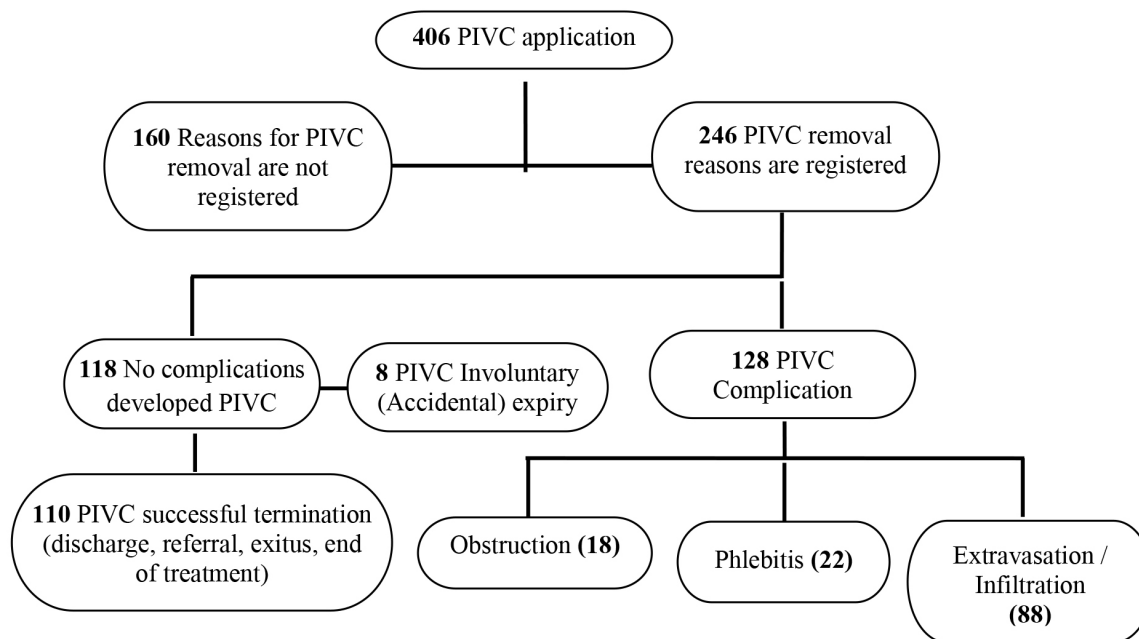 406 PIVC application
160 Reasons for PIVC
removal are not
registered
246 PIVC removal
reasons are registered
118 No complications
developed PIVC
8 PIVC Involuntary
(Accidental) expiry
128 PIVC
Complication
110 PIVC successful termination
(discharge, referral, exitus, end
of treatment)
Obstruction (18)
Phlebitis (22)
Extravasation /
Infiltration
(88)